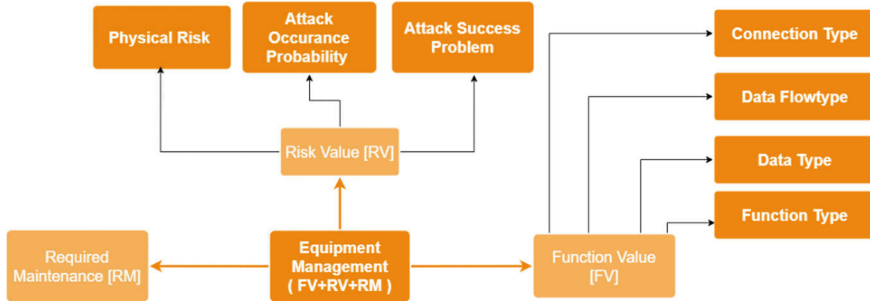 Physical Risk
Attack
Occurance
Probability
Attack Success
Problem
Connection Type
Data Flowtype
Risk Value [RV]
Data Type
Function Type
Required
Maintenance [RM]
Equipment
Management
( FV+RV+RM )
Function Value
[FV]